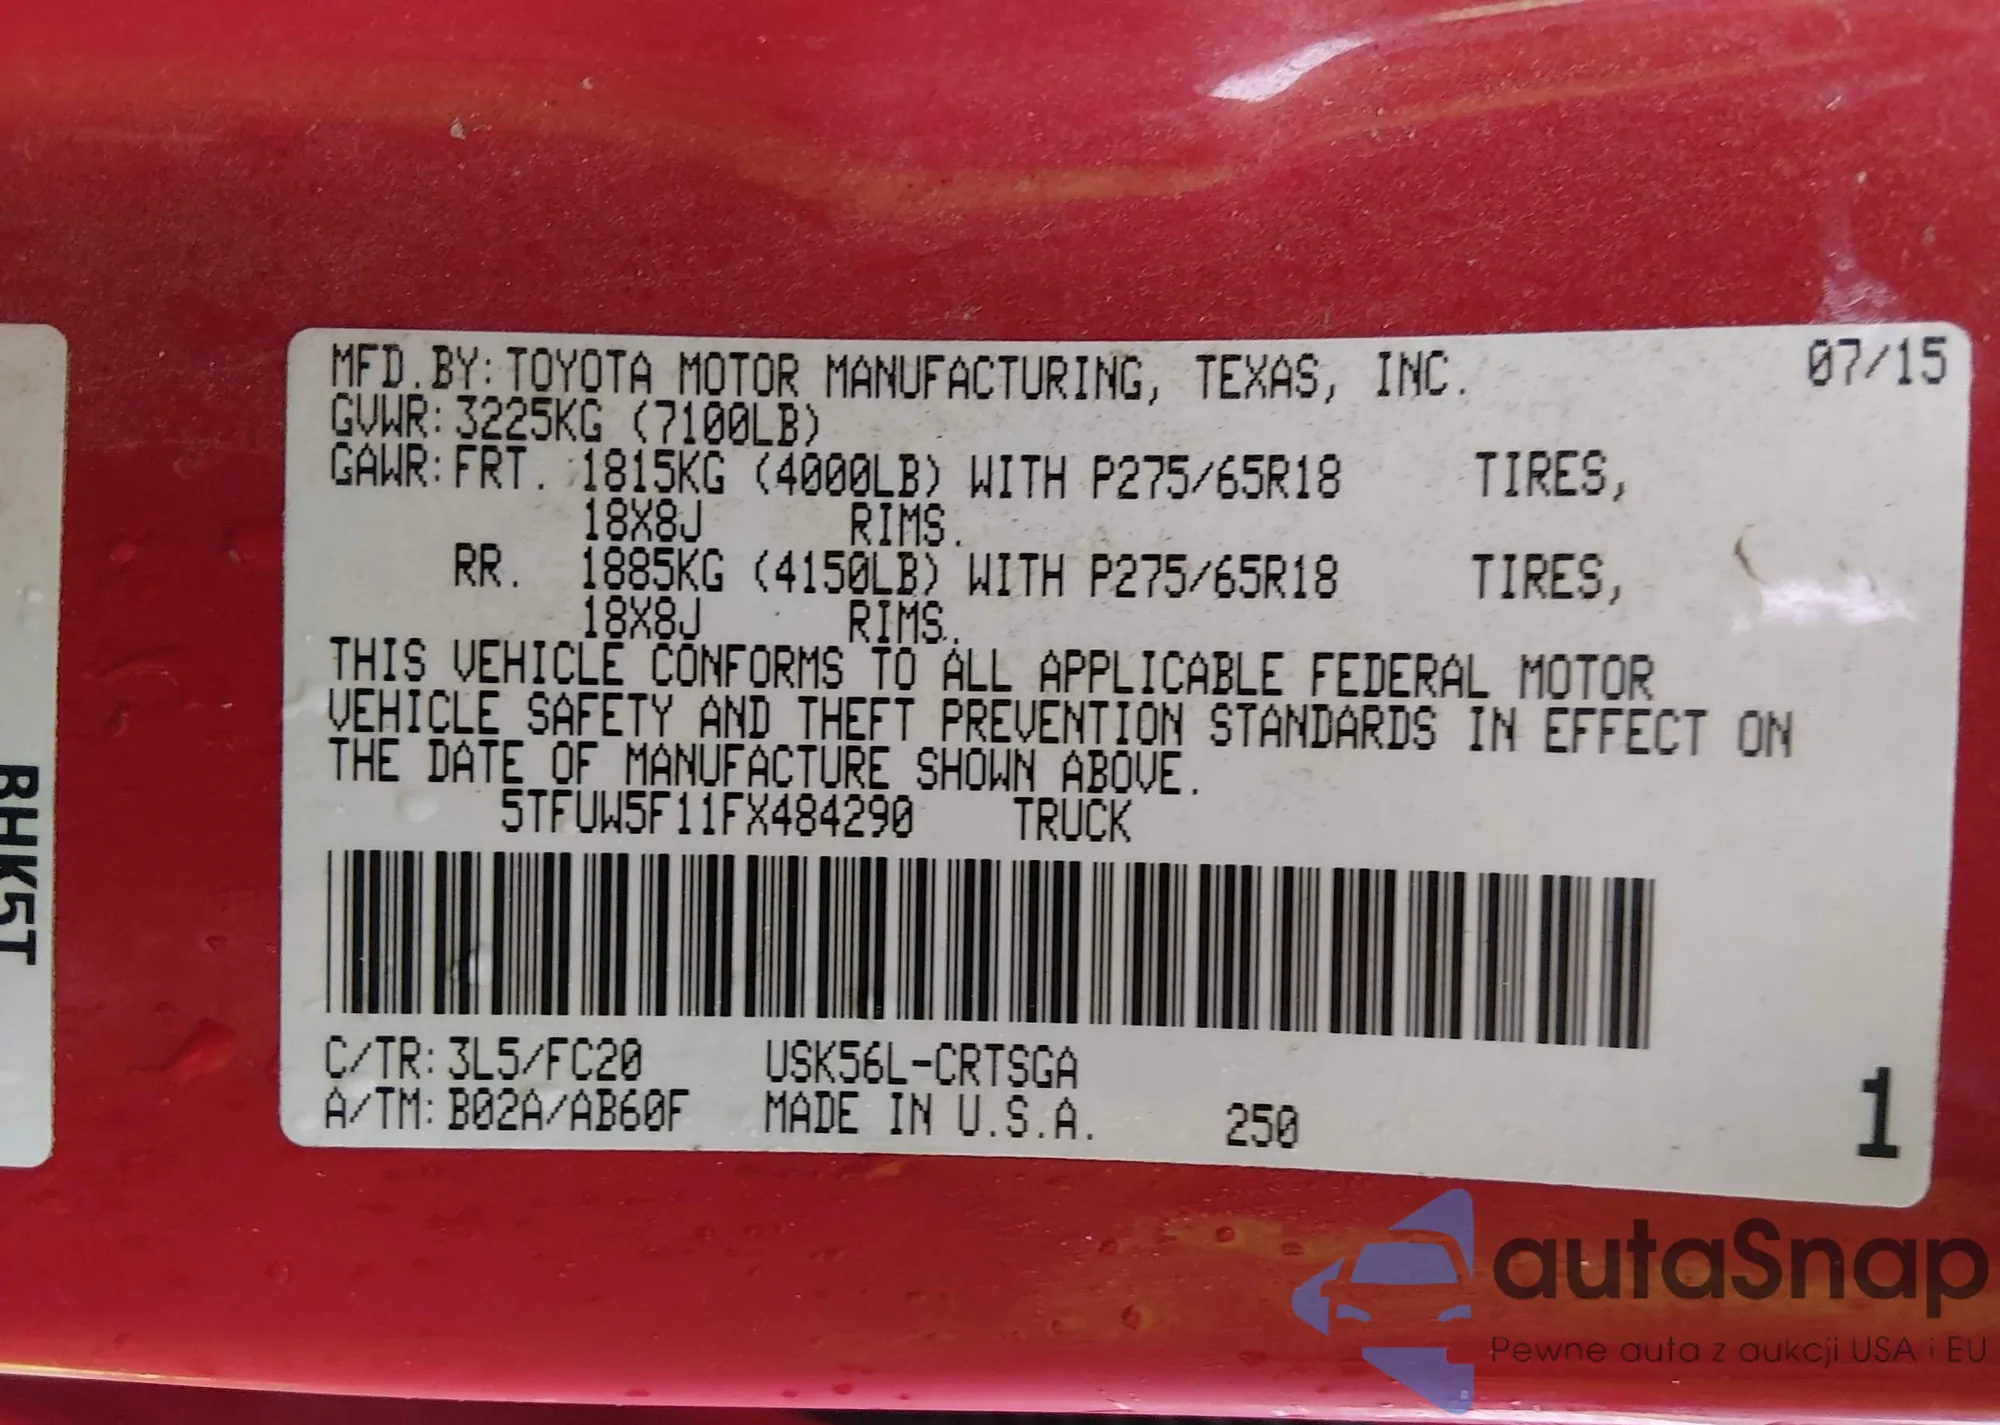 MFD.BY: TOYOTA MOTOR MANUFACTURING, TEXAS, INC. 07/15
GVWR: 3225KG (7100LB)
GAWR: FRT. 1815KG (4000LB) WITH P275/65R18 TIRES,
18X8J RIMS.
RR. 1885KG (4150LB) WITH P275/65R18 TIRES,
18X8J RIMS.
THIS VEHICLE CONFORMS TO ALL APPLICABLE FEDERAL MOTOR
VEHICLE SAFETY AND THEFT PREVENTION STANDARDS IN EFFECT ON
THE DATE OF MANUFACTURE SHOWN ABOVE.
5TFUW5F11FX484290 TRUCK
C/TR: 3L5/FC20 USK56L-CRTSGA
A/TM: B02A/AB60F MADE IN U.S.A. 250
1
BHK5T
autaSnap
Pewne auta z aukcji USA i EU